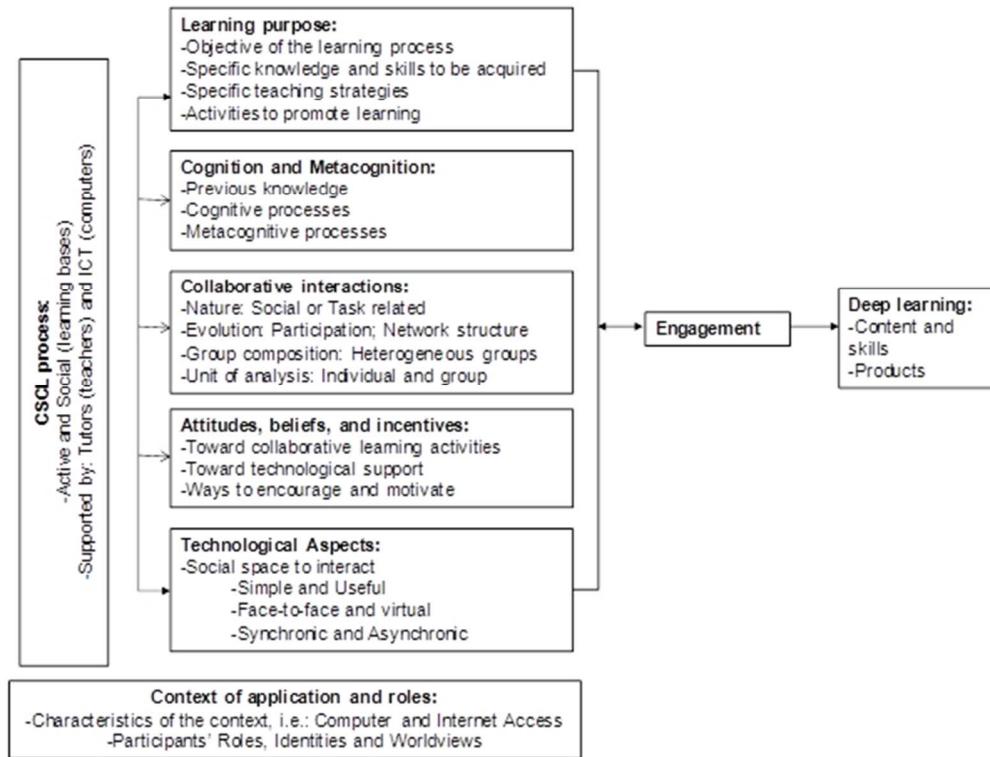 CSCL process:
-Active and Social (learning bases)
-Supported by: Tutors (teachers) and ICT (computers)
Learning purpose:
-Objective of the learning process
-Specific knowledge and skills to be acquired
-Specific teaching strategies
-Activities to promote learning
Cognition and Metacognition:
-Previous knowledge
-Cognitive processes
-Metacognitive processes
Collaborative interactions:
-Nature: Social or Task related
-Evolution: Participation; Network structure
-Group composition: Heterogeneous groups
-Unit of analysis: Individual and group
Attitudes, beliefs, and incentives:
-Toward collaborative learning activities
-Toward technological support
-Ways to encourage and motivate
Technological Aspects:
-Social space to interact
-Simple and Useful
-Face-to-face and virtual
-Synchronic and Asynchronic
Engagement
Deep learning:
-Content and
skills
-Products
Context of application and roles:
-Characteristics of the context, i.e.: Computer and Internet Access
-Participants' Roles, Identities and Worldviews